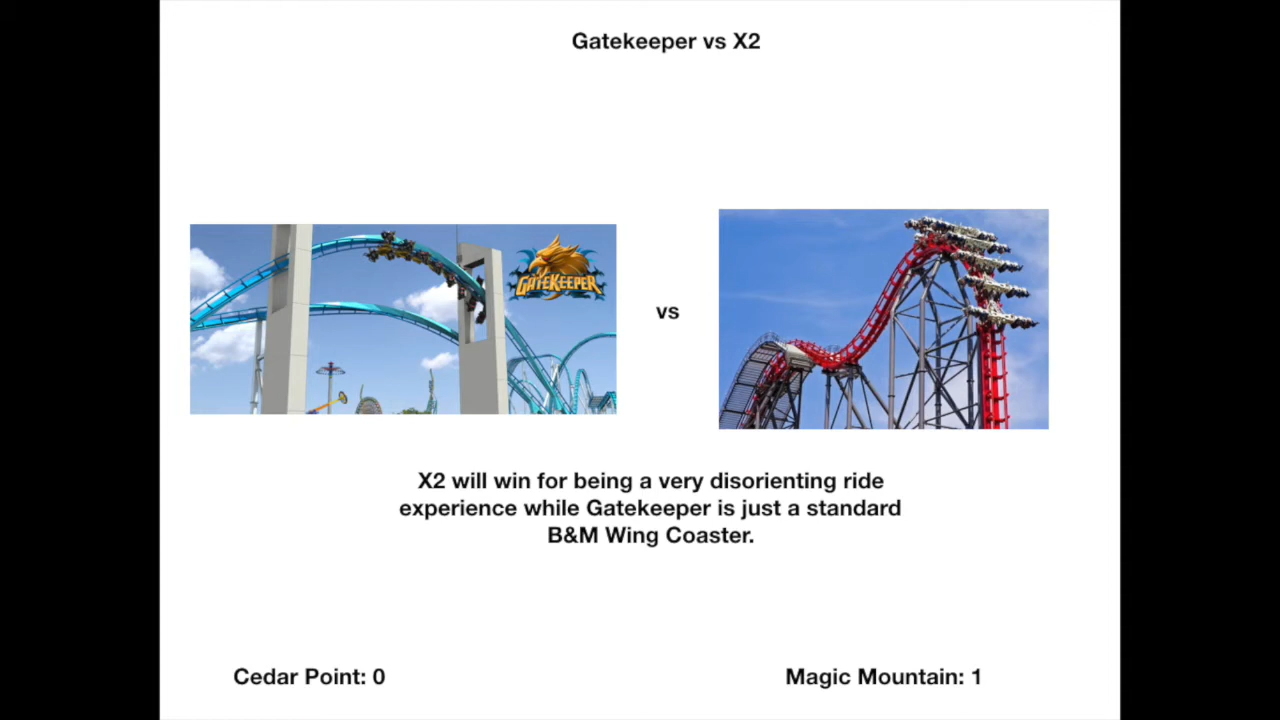 Gatekeeper vs X2
GATEKEEPER
vs
X2 will win for being a very disorienting ride
experience while Gatekeeper is just a standard
B&M Wing Coaster.
Cedar Point: 0
Magic Mountain: 1